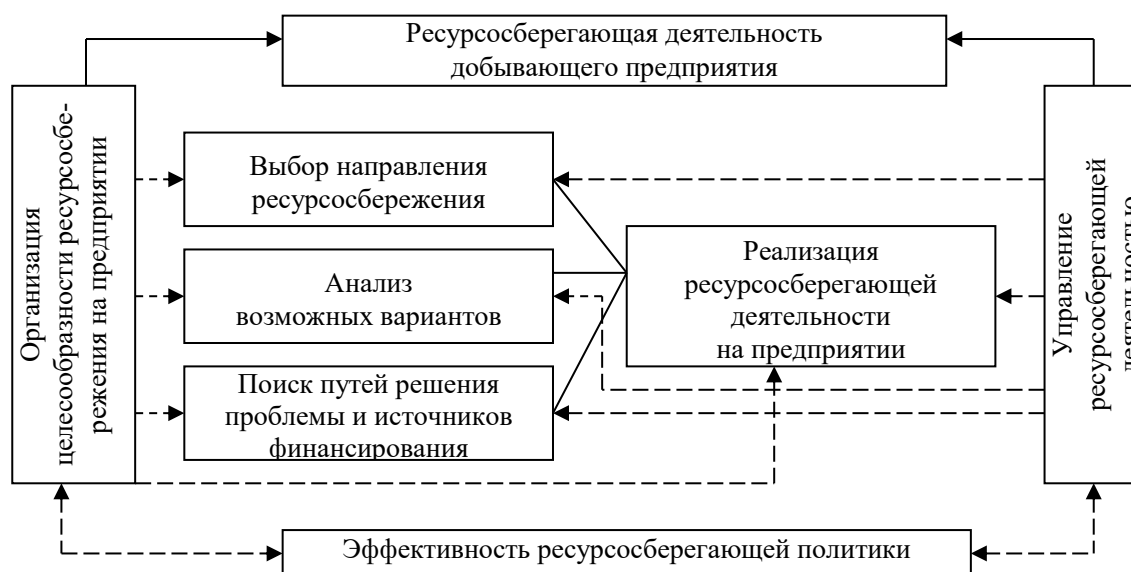 Ресурсосберегающая деятельность
добывающего предприятия
Организация
целесообразности ресурсосбе-
режения на предприятии
Выбор направления
ресурсосбережения
Анализ
возможных вариантов
Поиск путей решения
проблемы и источников
финансирования
Реализация
ресурсосберегающей
деятельности
на предприятии
Управление
ресурсосберегающей
деятельностью
Эффективность ресурсосберегающей политики